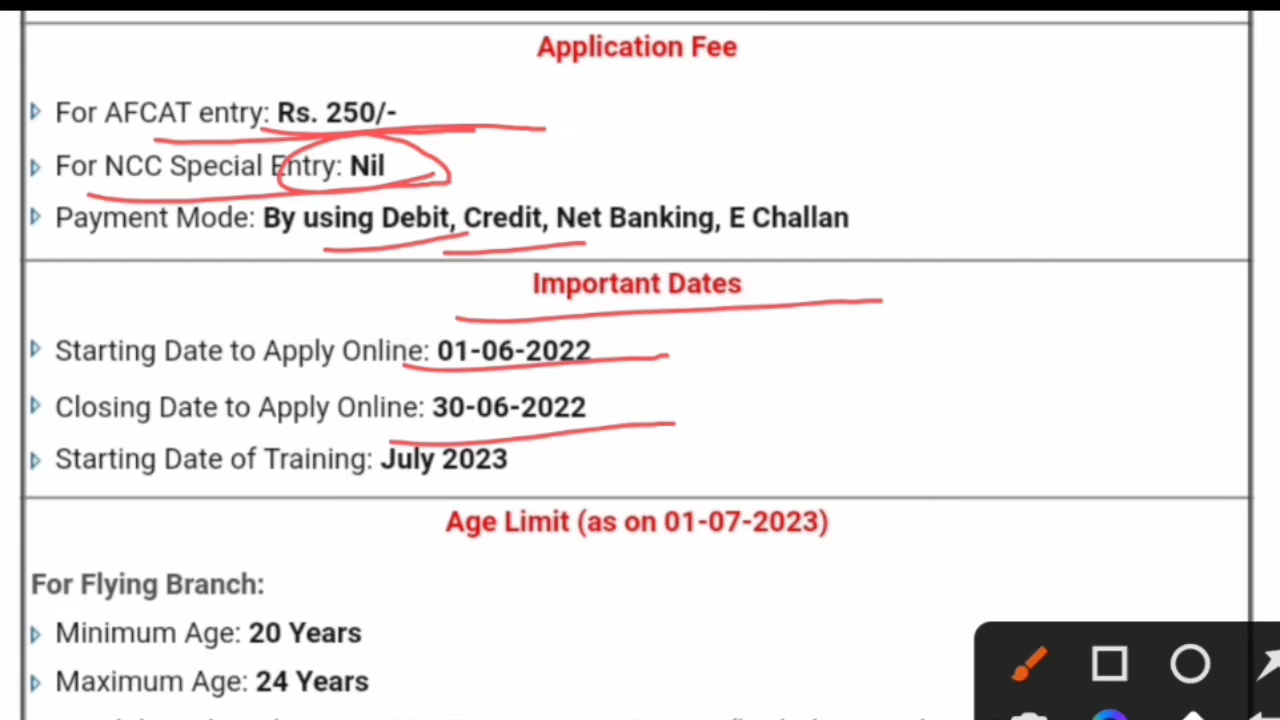 Application Fee
For AFCAT entry: Rs. 250/-
For NCC Special Entry: Nil
Payment Mode: By using Debit, Credit, Net Banking, E Challan
Important Dates
Starting Date to Apply Online: 01-06-2022
Closing Date to Apply Online: 30-06-2022
Starting Date of Training: July 2023
Age Limit (as on 01-07-2023)
For Flying Branch:
Minimum Age: 20 Years
Maximum Age: 24 Years